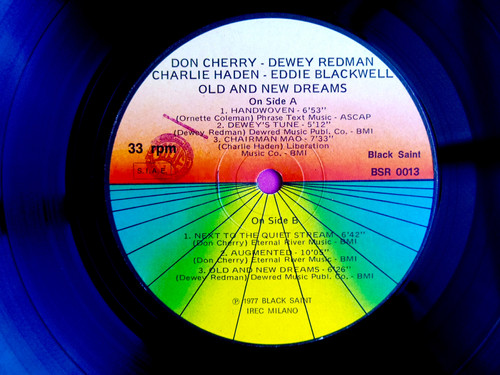 DON CHERRY - DEWEY REDMAN
CHARLIE HADEN - EDDIE BLACKWELL
OLD AND NEW DREAMS
On Side A
1. HANDWOVEN - 6'53''
(Ornette Coleman) Phrase Text Music - ASCAP
2. DEWEY'S TUNE - 5'12''
(Dewey Redman) Dewred Music Publ. Co. - BMI
3. CHAIRMAN MAO - 7'33''
(Charlie Haden) Liberation
Music Co. - BMI
33 rpm
S.I.A.E.
Black Saint
BSR 0013
On Side B
1. NEXT TO THE QUIET STREAM - 6'42''
(Don Cherry) Eternal River Music - BMI
2. AUGMENTED - 10'05''
(Don Cherry) Eternal River Music - BMI
3. OLD AND NEW DREAMS - 6'26''
(Dewey Redman) Dewred Music Publ. Co. - BMI
℗ 1977 BLACK SAINT
IREC MILANO